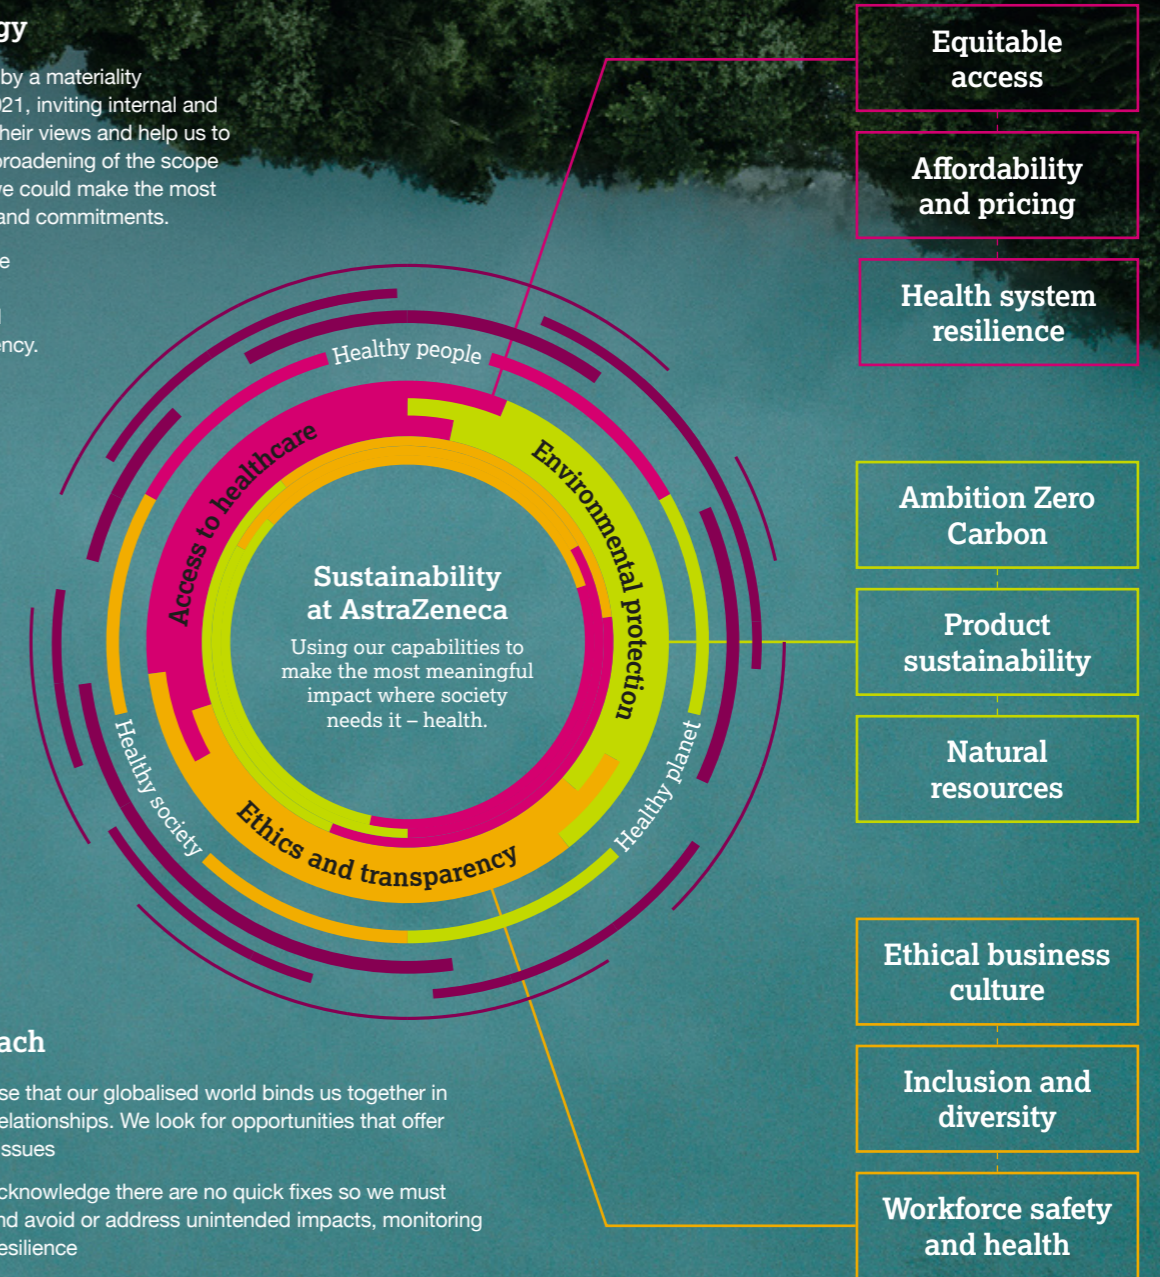 by a materiality
21, inviting internal and
heir views and help us to
broadening of the scope
we could make the most
and commitments.
Equitable
access
Affordability
and pricing
Health system
resilience
Healthy people
Access to healthcare
Environmental protection
Sustainability
at AstraZeneca
Using our capabilities to
make the most meaningful
impact where society
needs it – health.
Healthy society
Healthy planet
Ethics and transparency
Ambition Zero
Carbon
Product
sustainability
Natural
resources
Ethical business
culture
Inclusion and
diversity
Workforce safety
and health
ach
se that our globalised world binds us together in
elationships. We look for opportunities that offer
ssues
cknowledge there are no quick fixes so we must
nd avoid or address unintended impacts, monitoring
esilience